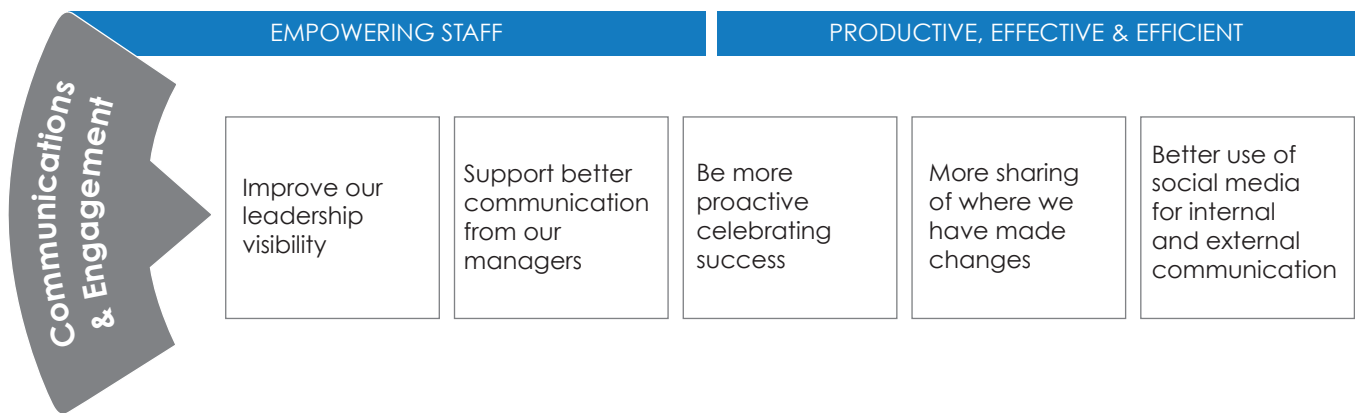 EMPOWERING STAFF
PRODUCTIVE, EFFECTIVE & EFFICIENT
Communications
& Engagement
Improve our
leadership
visibility
Support better
communication
from our
managers
Be more
proactive
celebrating
success
More sharing
of where we
have made
changes
Better use of
social media
for internal
and external
communication